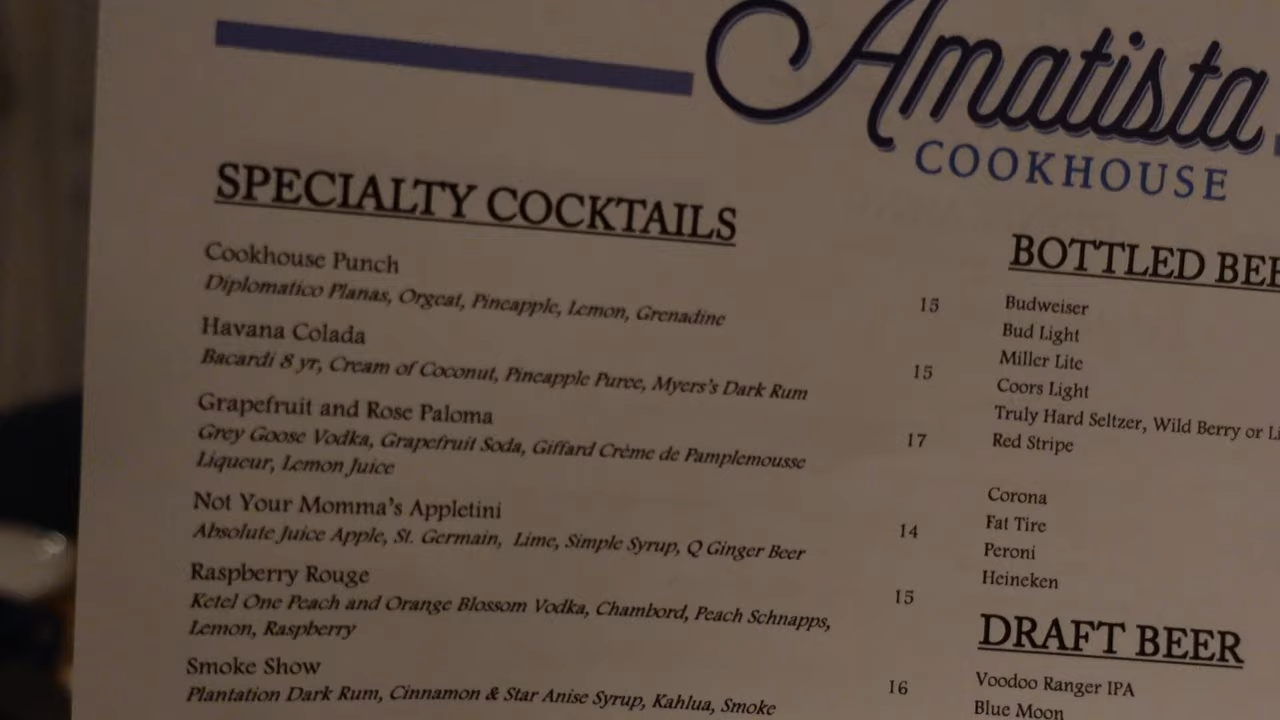 Amatista
COOKHOUSE
SPECIALTY COCKTAILS
Cookhouse Punch
Diplomatico Planas, Orgeat, Pineapple, Lemon, Grenadine 15
Havana Colada
Bacardi 8 yr, Cream of Coconut, Pineapple Puree, Myers's Dark Rum 15
Grapefruit and Rose Paloma
Grey Goose Vodka, Grapefruit Soda, Giffard Crème de Pamplemousse 17
Liqueur, Lemon Juice
Not Your Momma's Appletini
Absolute Juice Apple, St. Germain, Lime, Simple Syrup, Q Ginger Beer 14
Raspberry Rouge
Ketel One Peach and Orange Blossom Vodka, Chambord, Peach Schnapps, 15
Lemon, Raspberry
Smoke Show
Plantation Dark Rum, Cinnamon & Star Anise Syrup, Kahlua, Smoke 16
BOTTLED
Budweiser
Bud Light
Miller Lite
Coors Light
Truly Hard Seltzer, Wild Berry or
Red Stripe
Corona
Fat Tire
Peroni
Heineken
DRAFT BEER
Voodoo Ranger IPA
Blue Moon